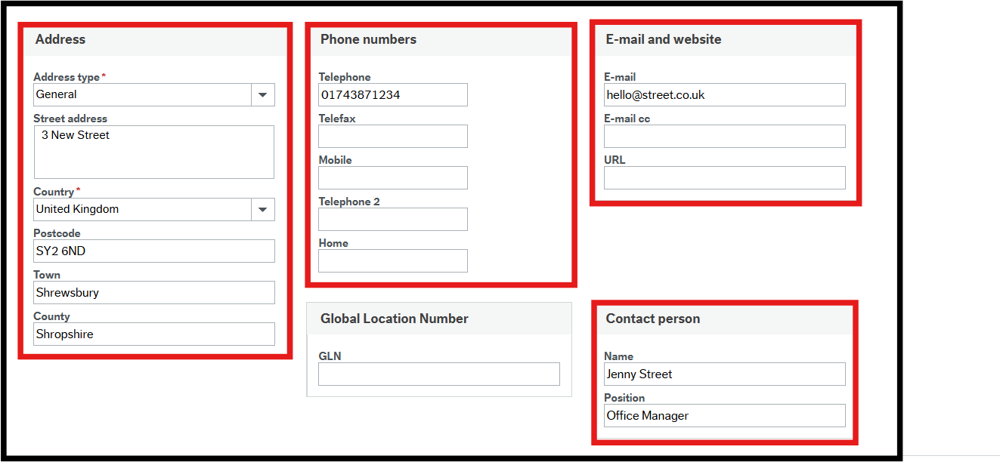 Address
Address type*
General
Street address
3 New Street
Country*
United Kingdom
Postcode
SY2 6ND
Town
Shrewsbury
County
Shropshire
Phone numbers
Telephone
01743871234
Telefax
Mobile
Telephone 2
Home
Global Location Number
GLN
E-mail and website
E-mail
hello@street.co.uk
E-mail cc
URL
Contact person
Name
Jenny Street
Position
Office Manager